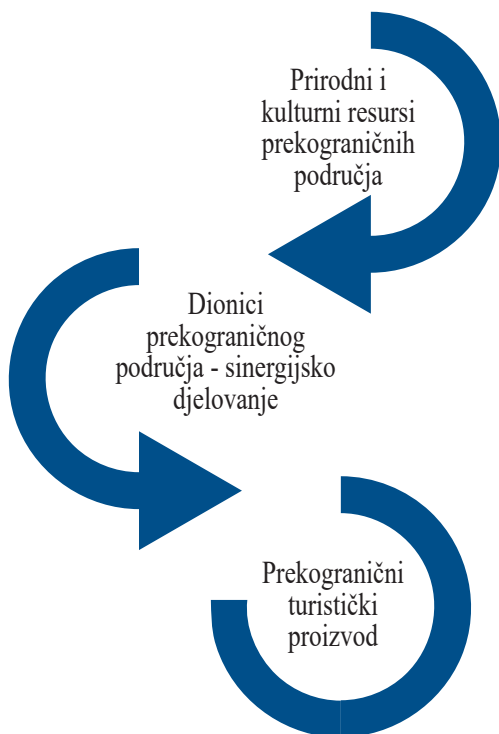 Prirodni i
kulturni resursi
prekograničnih
područja
Dionici
prekograničnog
područja - sinergijsko
djelovanje
Prekogranični
turistički
proizvod